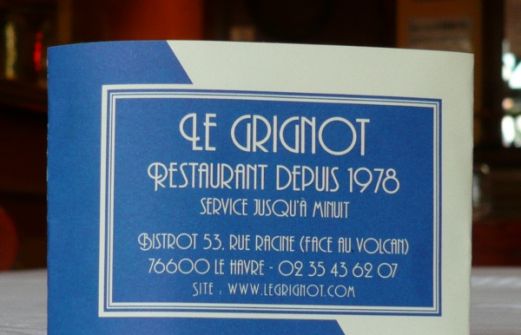 LE GRIGNOT
RESTAURANT DEPUIS 1978
SERVICE JUSQU'À MINUIT
BISTROT 53, RUE RACINE (FACE AU VOLCAN)
76600 LE HAVRE - 02 35 43 62 07
SITE : WWW.LEGRIGNOT.COM